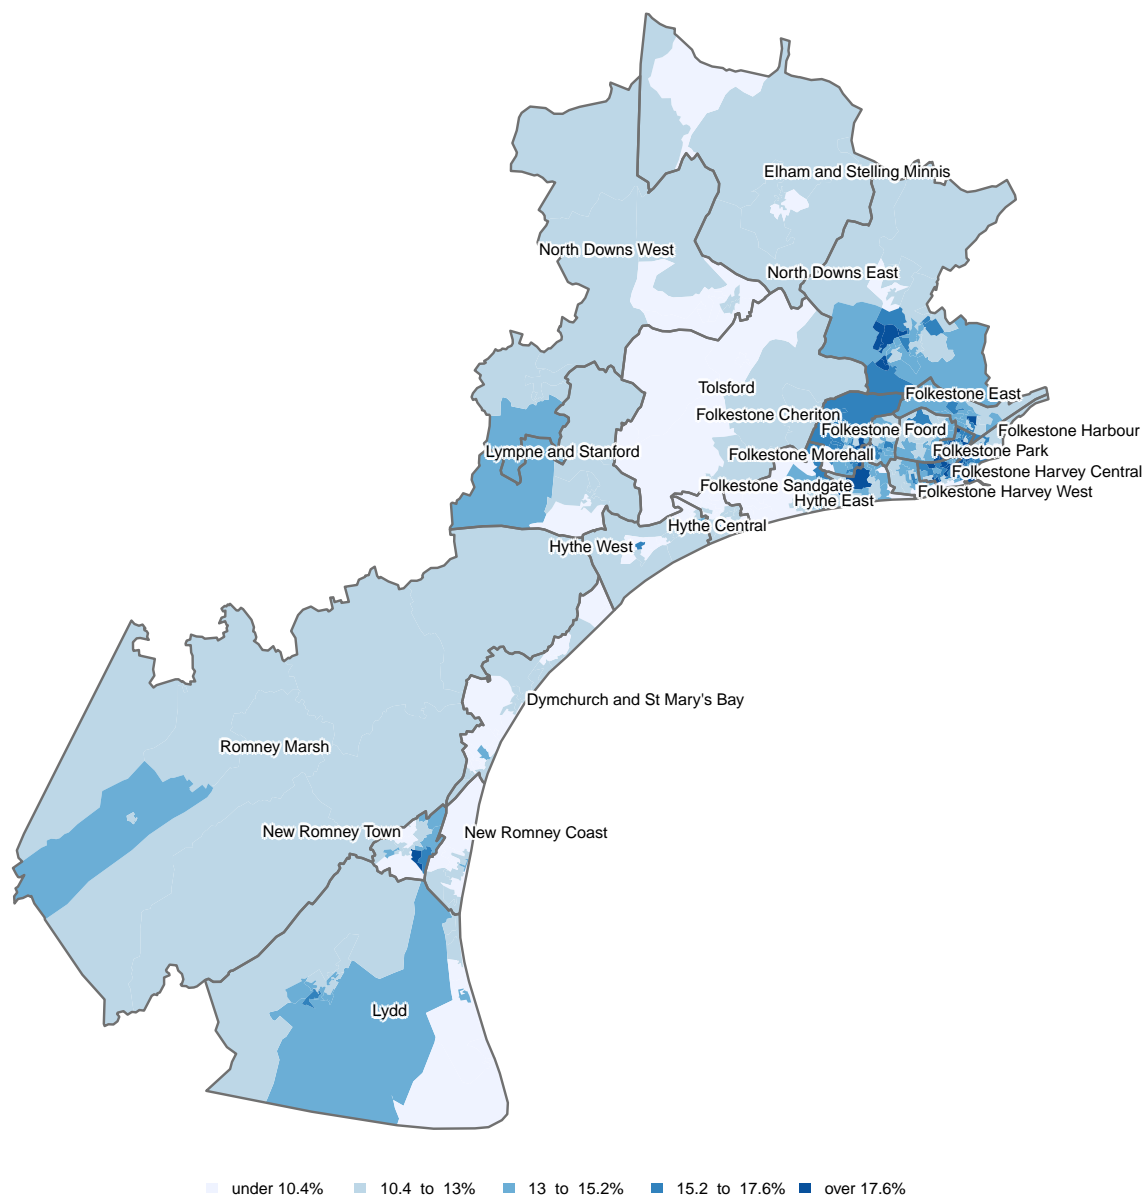 Elham and Stelling Minnis
North Downs West
North Downs East
Tolsford
Folkestone East
Folkestone Cheriton
Folkestone Foord
Folkestone Harbour
Lympne and Stanford
Folkestone Morehall
Folkestone Park
Folkestone Harvey Central
Folkestone Sandgate
Folkestone Harvey West
Hythe East
Hythe Central
Hythe West
Dymchurch and St Mary's Bay
Romney Marsh
New Romney Town
New Romney Coast
Lydd
under 10.4% 10.4 to 13% 13 to 15.2% 15.2 to 17.6% over 17.6%